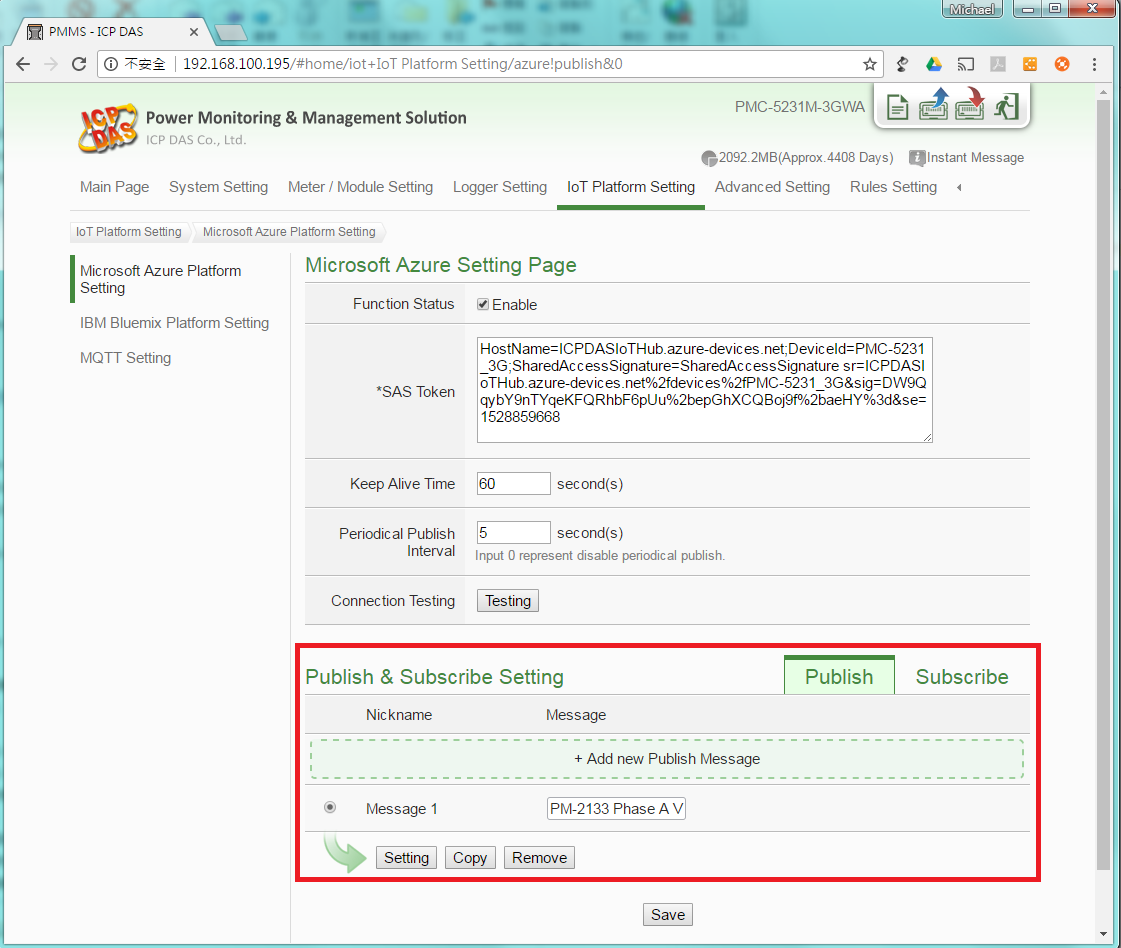 Michael
PMMS - ICP DAS
不安全 192.168.100.195/#home/iot+IoT Platform Setting/azure!publish&0
ICP DAS
Power Monitoring & Management Solution
ICP DAS Co., Ltd.
PMC-5231M-3GWA
2092.2MB(Approx.4408 Days) Instant Message
Main Page System Setting Meter / Module Setting Logger Setting IoT Platform Setting Advanced Setting Rules Setting
IoT Platform Setting Microsoft Azure Platform Setting
Microsoft Azure Platform
Setting
IBM Bluemix Platform Setting
MQTT Setting
Microsoft Azure Setting Page
Function Status Enable
*SAS Token
HostName=ICPDASIoTHub.azure-devices.net;DeviceId=PMC-5231
_3G;SharedAccessSignature=SharedAccessSignature sr=ICPDASI
oTHub.azure-devices.net%2fdevices%2fPMC-5231_3G&sig=DW9Q
qybY9nTYqeKFQRhbF6pUu%2bepGhXCQBoj9f%2baeHY%3d&se=
1528859668
Keep Alive Time 60 second(s)
Periodical Publish
Interval
5 second(s)
Input 0 represent disable periodical publish.
Connection Testing Testing
Publish & Subscribe Setting Publish Subscribe
Nickname Message
+ Add new Publish Message
Message 1 PM-2133 Phase A V
Setting Copy Remove
Save